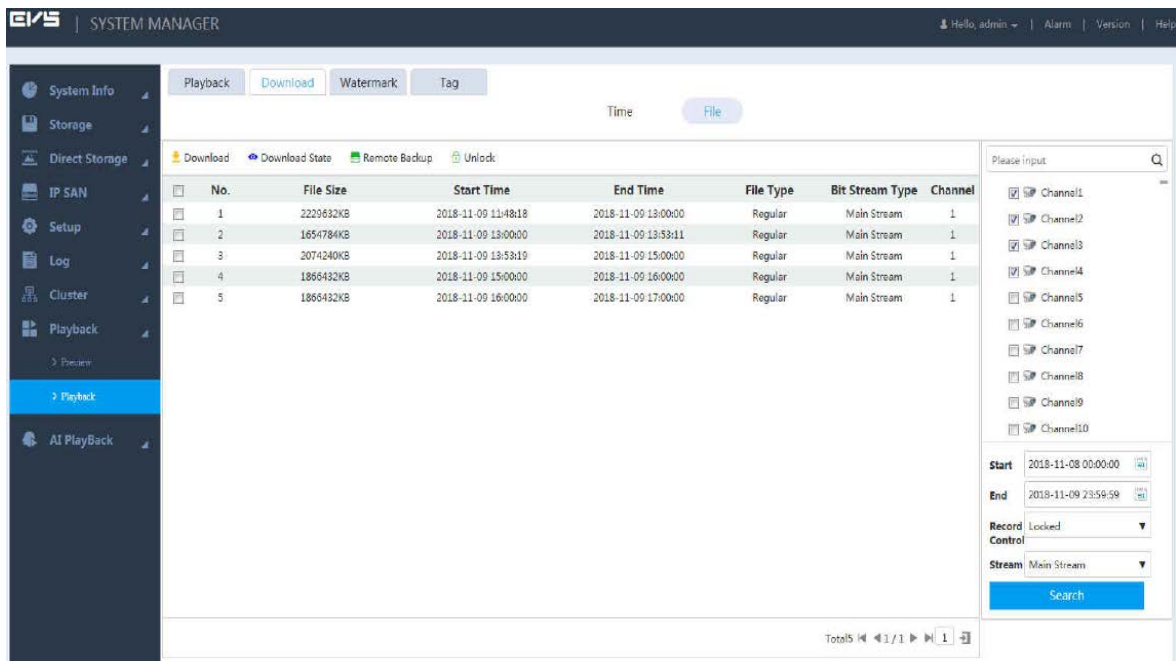 EVS | SYSTEM MANAGER Hello, admin | Alarm | Version | Help
System Info
Storage
Direct Storage
IP SAN
Setup
Log
Cluster
Playback
> Preview
> Playback
AI PlayBack
Playback Download Watermark Tag
Time File
Download Download State Remote Backup Unlock
No. File Size Start Time End Time File Type Bit Stream Type Channel
1 2229632KB 2018-11-09 11:48:18 2018-11-09 13:00:00 Regular Main Stream 1
2 1654784KB 2018-11-09 13:00:00 2018-11-09 13:53:11 Regular Main Stream 1
3 2074240KB 2018-11-09 13:53:19 2018-11-09 15:00:00 Regular Main Stream 1
4 1866432KB 2018-11-09 15:00:00 2018-11-09 16:00:00 Regular Main Stream 1
5 1866432KB 2018-11-09 16:00:00 2018-11-09 17:00:00 Regular Main Stream 1
Total5 1/1 1
Please input
Channel1
Channel2
Channel3
Channel4
Channel5
Channel6
Channel7
Channel8
Channel9
Channel10
Start 2018-11-08 00:00:00
End 2018-11-09 23:59:59
Record Control Locked
Stream Main Stream
Search